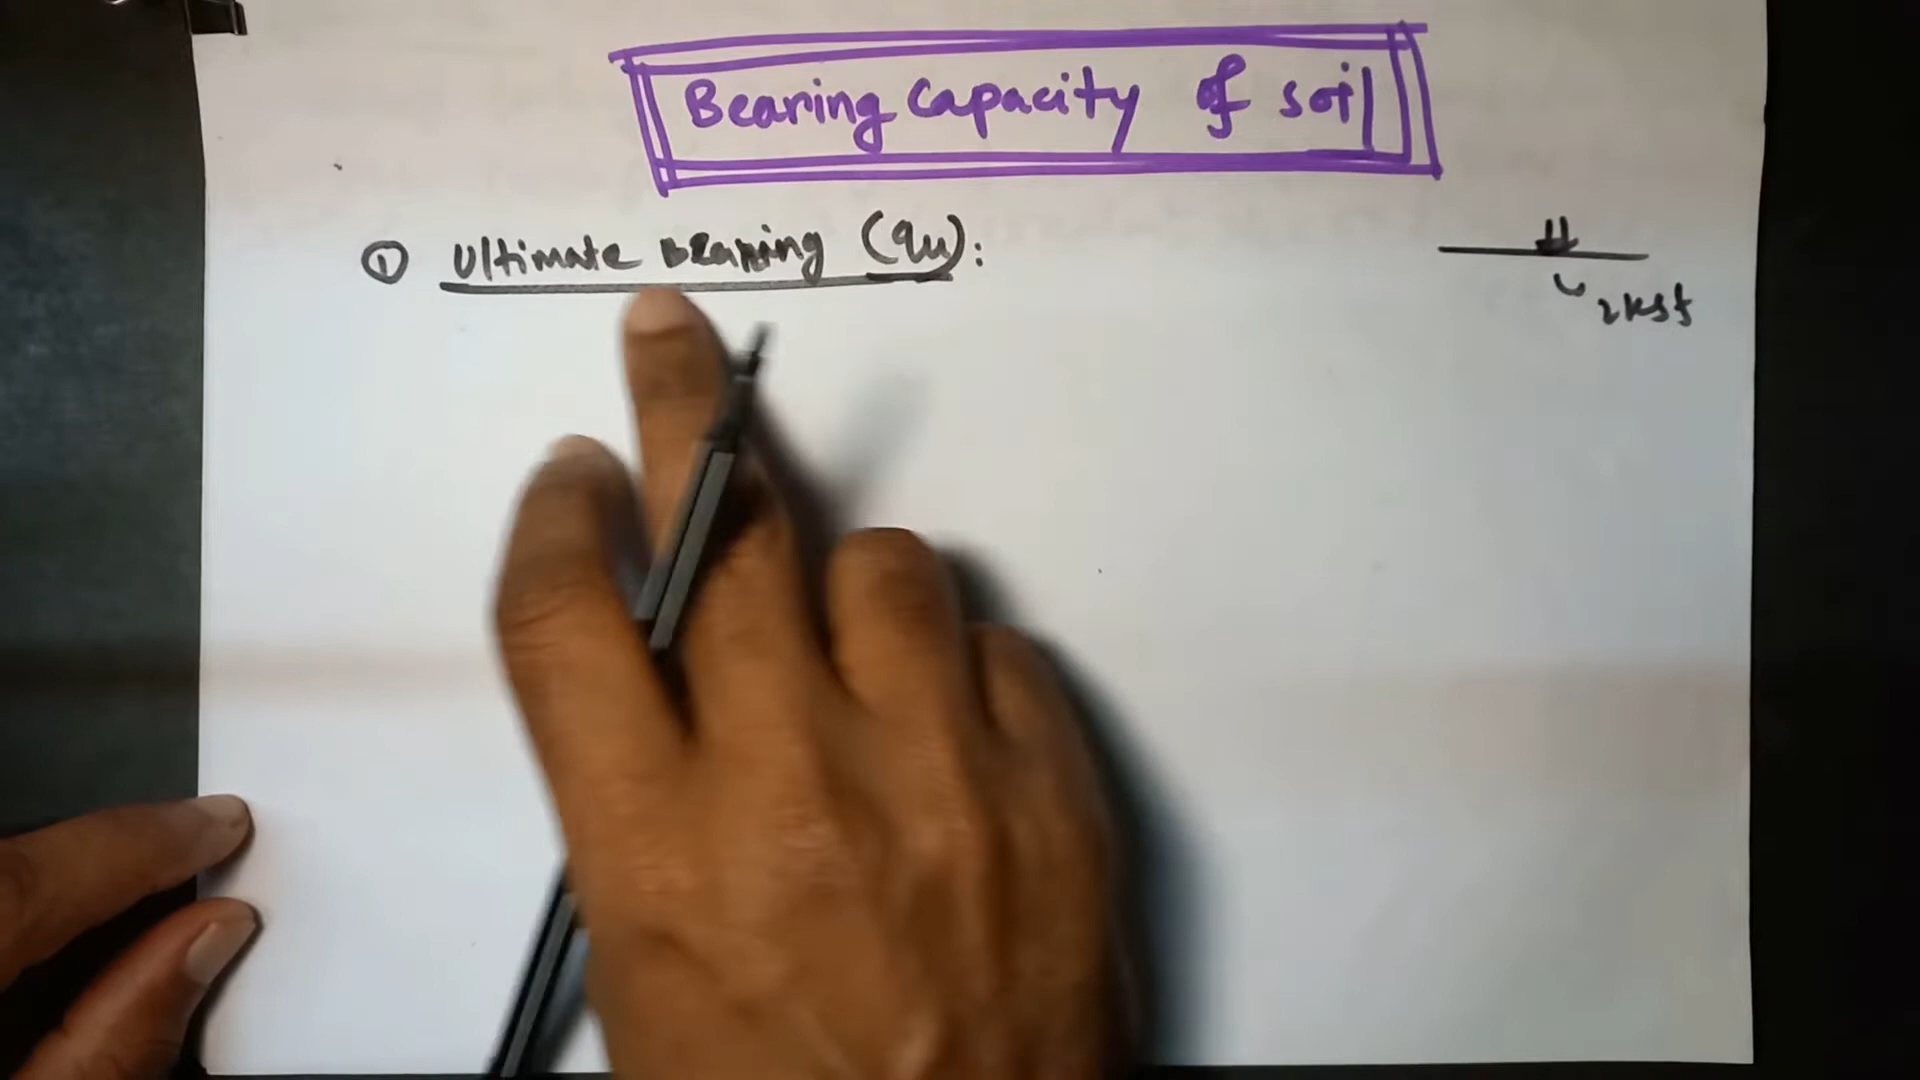 Bearing capacity of soil
① Ultimate Bearing (qu):
2ksf